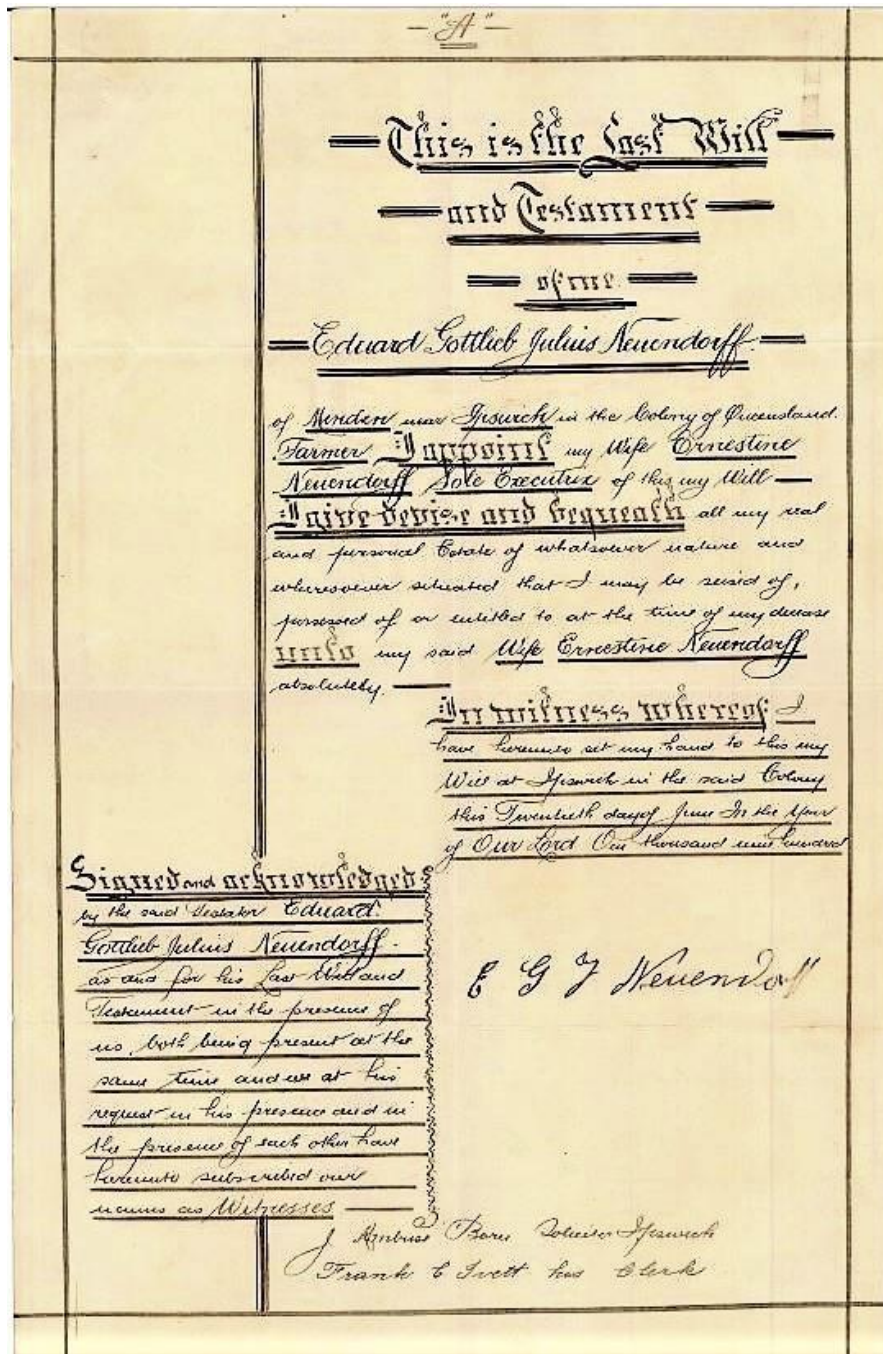 "A"
This is the Last Will
and Testament
of me
Eduard Gottlieb Julius Neuendorff.
of Minden near Ipswich in the Colony of Queensland.
Farmer I appoint my Wife Ernestine
Neuendorff Sole Executrix of this my Will
I give devise and bequeath all my real
and personal Estate of whatsoever nature and
wheresoever situated that I may be seised of,
possessed of or entitled to at the time of my decease
unto my said Wife Ernestine Neuendorff
absolutely.
In witness whereof I
have hereunto set my hand to this my
Will at Ipswich in the said Colony
this Twentieth day of June In the Year
of Our Lord One thousand nine hundred
Signed and acknowledged
by the said Testator Eduard
Gottlieb Julius Neuendorff.
as and for his Last Will and
Testament in the presence of
us, both being present at the
same time, and we at his
request in his presence and in
the presence of each other have
hereunto subscribed our
names as Witnesses
E G J Neuendorff
J Ambrose Solicitor Ipswich
Frank E his Clerk